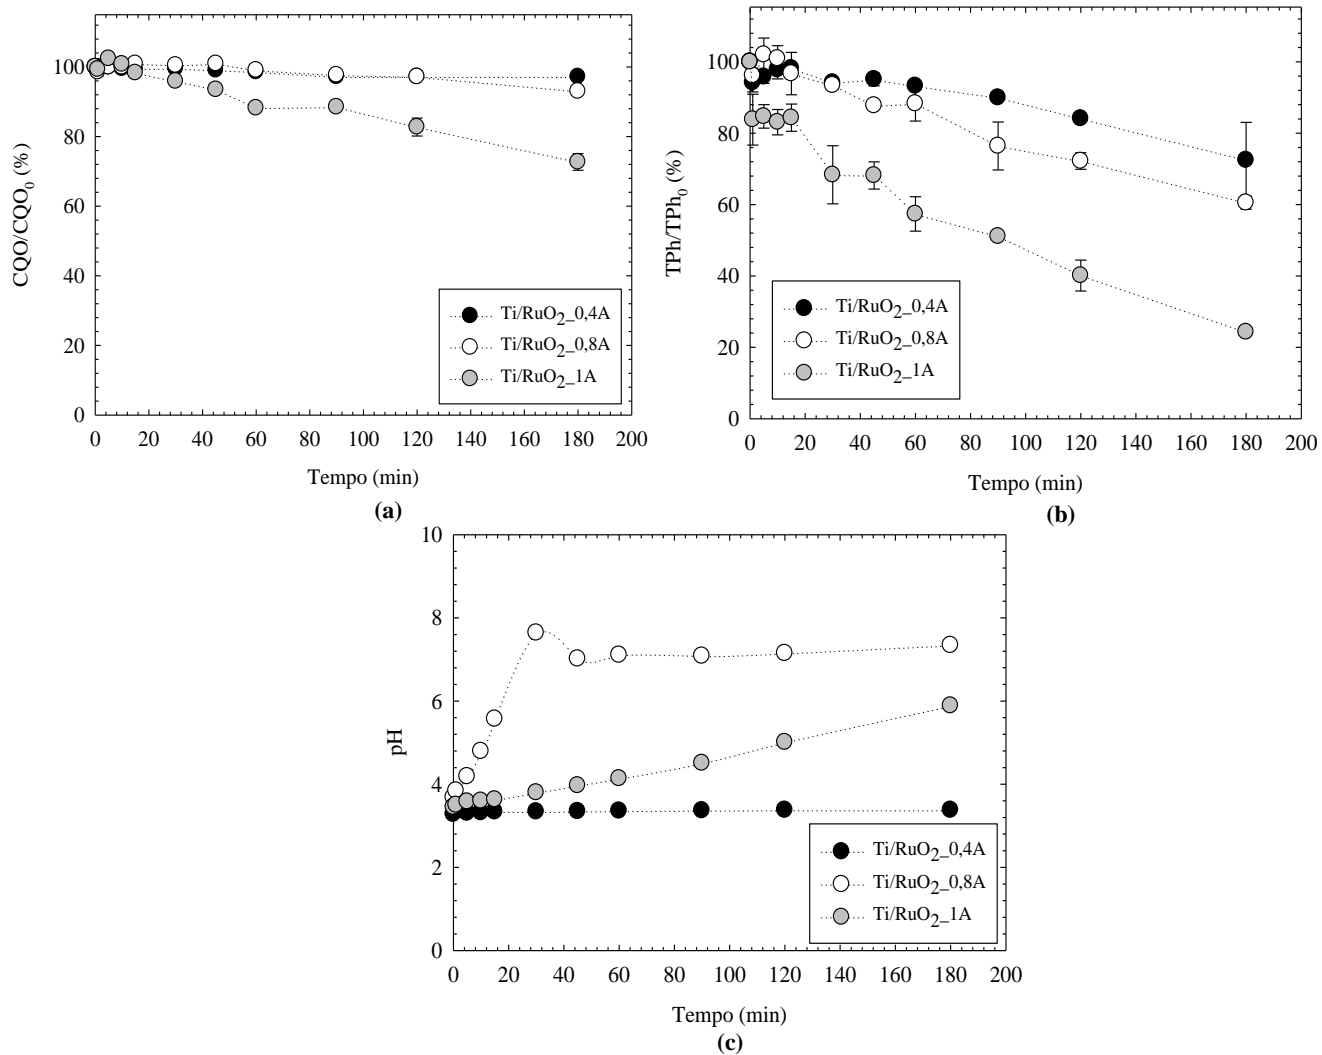 CQO/CQO0 (%)
100
80
60
40
20
0
Ti/RuO2_0,4A
Ti/RuO2_0,8A
Ti/RuO2_1A
0 20 40 60 80 100 120 140 160 180 200
Tempo (min)
(a)
TPh/TPh0 (%)
100
80
60
40
20
0
Ti/RuO2_0,4A
Ti/RuO2_0,8A
Ti/RuO2_1A
0 20 40 60 80 100 120 140 160 180 200
Tempo (min)
(b)
pH
10
8
6
4
2
0
Ti/RuO2_0,4A
Ti/RuO2_0,8A
Ti/RuO2_1A
0 20 40 60 80 100 120 140 160 180 200
Tempo (min)
(c)